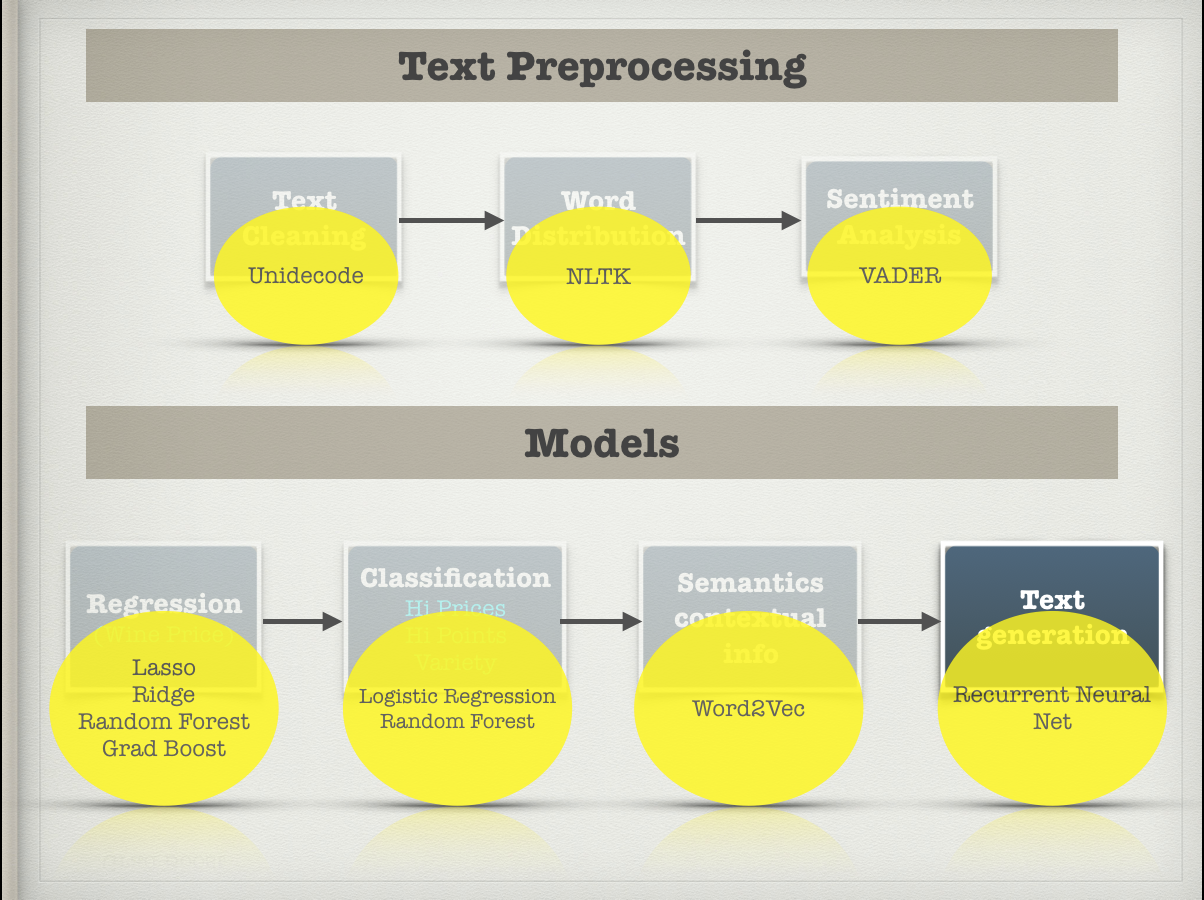 Text Preprocessing
Text
Cleaning
Unidecode
Word
Distribution
NLTK
Sentiment
Analysis
VADER
Models
Regression
(Wine Price)
Lasso
Ridge
Random Forest
Grad Boost
Classification
Hi Prices
Hi Points
Variety
Logistic Regression
Random Forest
Semantics
contextual
info
Word2Vec
Text
generation
Recurrent Neural
Net